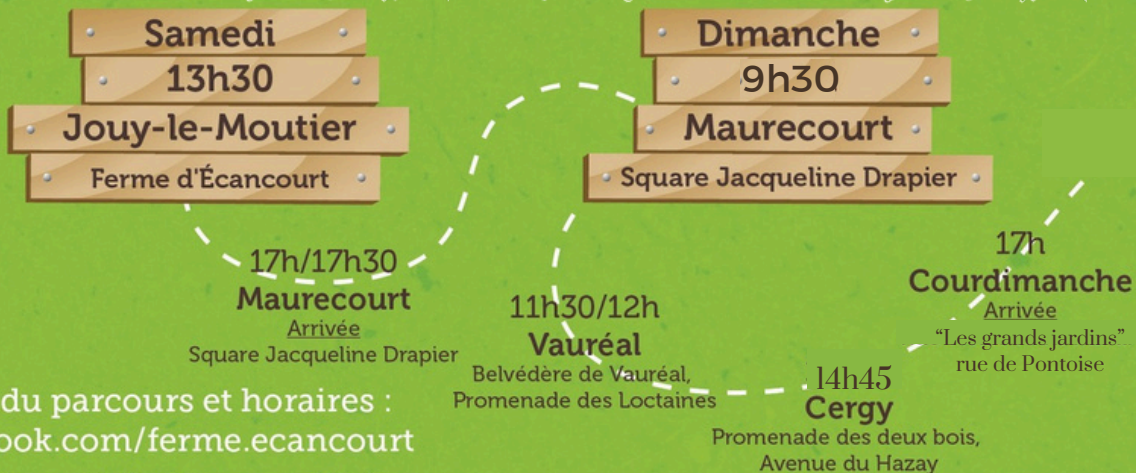 Samedi
13h30
Jouy-le-Moutier
Ferme d'Écancourt
17h/17h30
Maurecourt
Arrivée
Square Jacqueline Drapier
Dimanche
9h30
Maurecourt
Square Jacqueline Drapier
11h30/12h
Vauréal
Belvédère de Vauréal,
Promenade des Loctaines
14h45
Cergy
Promenade des deux bois,
Avenue du Hazay
17h
Courdimanche
Arrivée
“Les grands jardins”
rue de Pontoise
du parcours et horaires :
ook.com/ferme.ecancourt